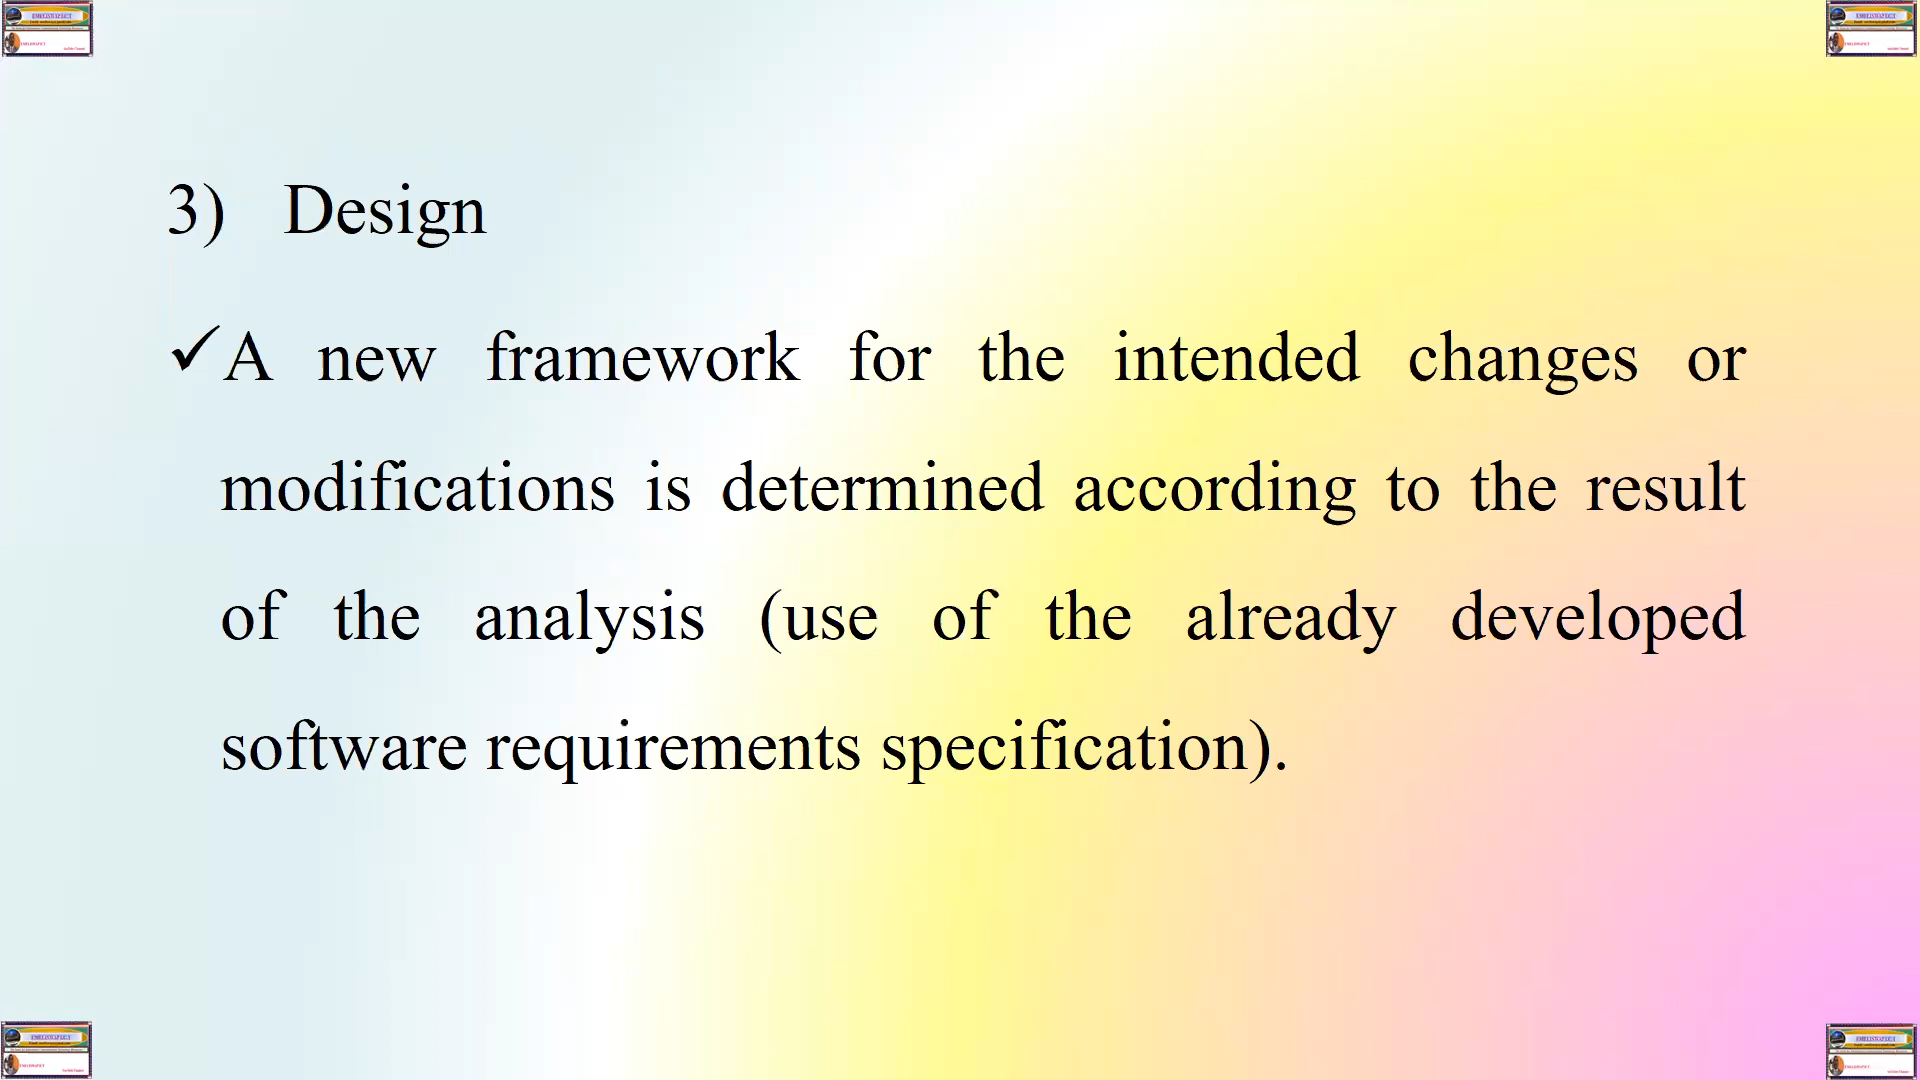 3) Design
✓A new framework for the intended changes or
modifications is determined according to the result
of the analysis (use of the already developed
software requirements specification).